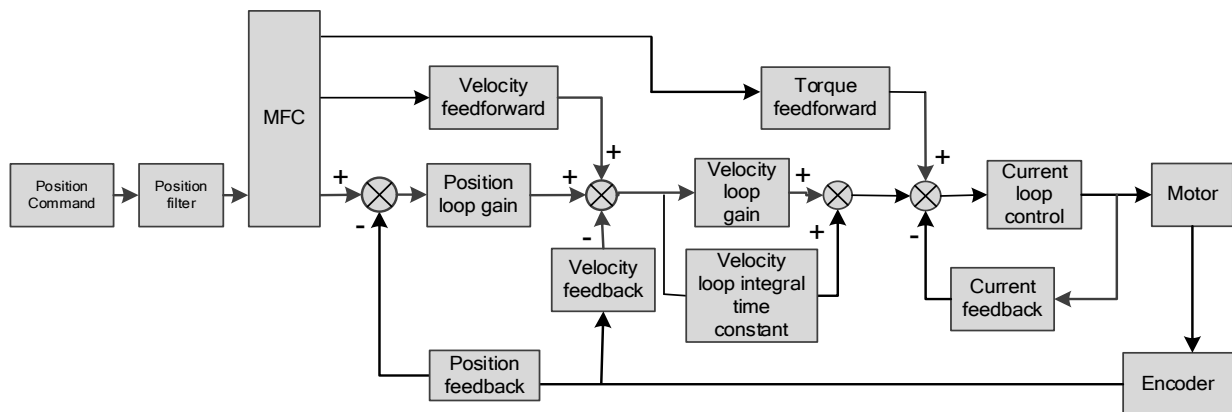 MFC
Velocity
feedforward
Torque
feedforward
+
+
+
Position
Command
Position
filter
+
-
Position
loop gain
+
-
Velocity
loop
gain
+
+
-
Current
loop
control
Motor
Velocity
feedback
Velocity
loop integral
time
constant
Current
feedback
Position
feedback
Encoder